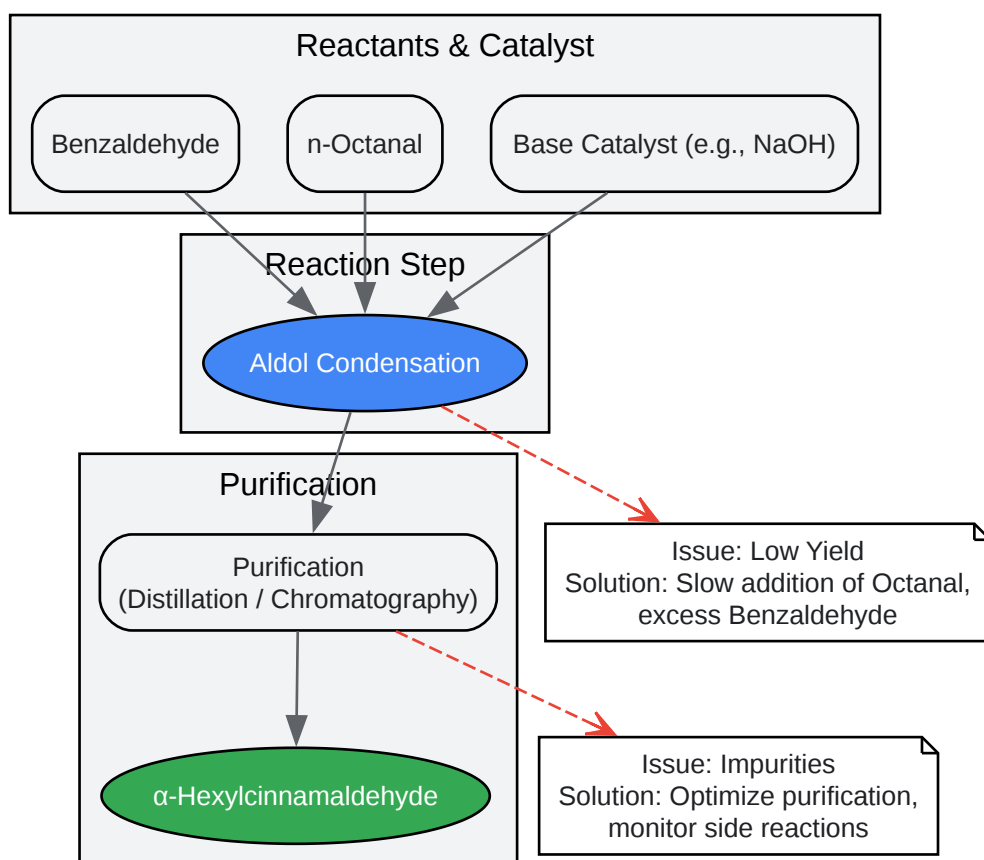 Reactants & Catalyst
Benzaldehyde
n-Octanal
Base Catalyst (e.g., NaOH)
Reaction Step
Aldol Condensation
Purification
Purification
(Distillation / Chromatography)
Issue: Low Yield
Solution: Slow addition of Octanal,
excess Benzaldehyde
α-Hexylcinnamaldehyde
Issue: Impurities
Solution: Optimize purification,
monitor side reactions